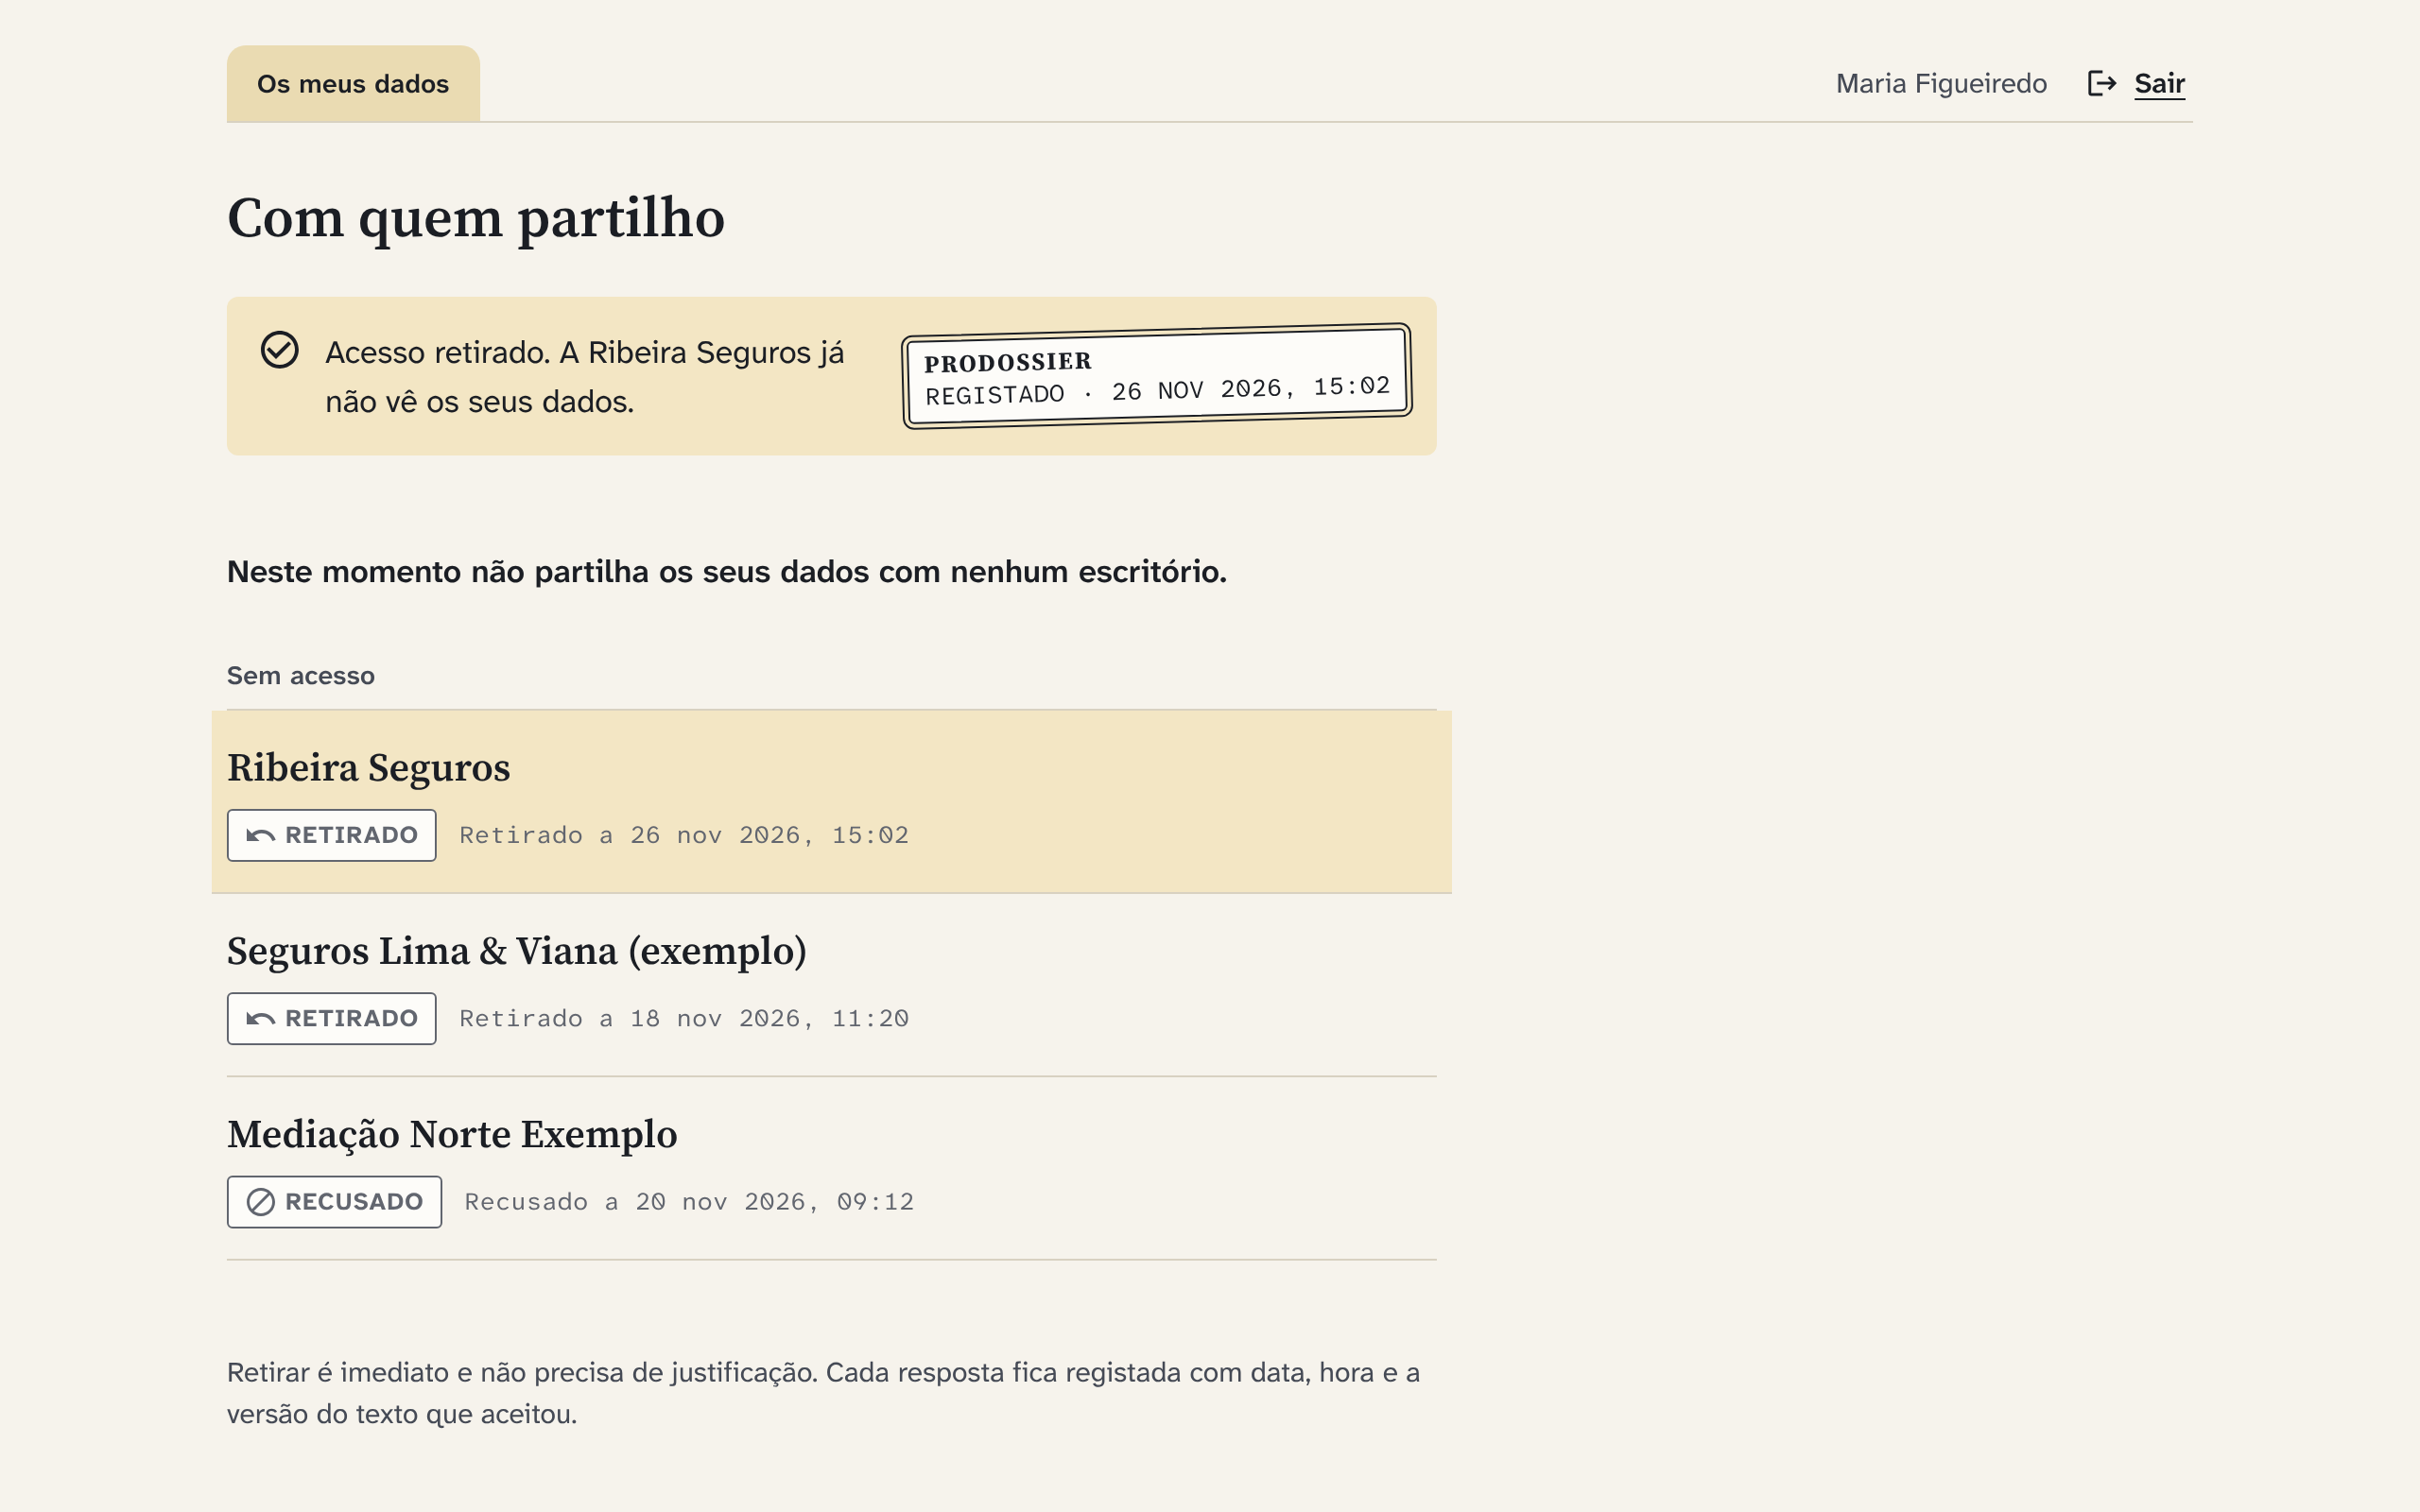 Os meus dados
Maria Figueiredo
Sair
Com quem partilho
Acesso retirado. A Ribeira Seguros já
não vê os seus dados.
PRODOSSIER
REGISTADO · 26 NOV 2026, 15:02
Neste momento não partilha os seus dados com nenhum escritório.
Sem acesso
Ribeira Seguros
RETIRADO Retirado a 26 nov 2026, 15:02
Seguros Lima & Viana (exemplo)
RETIRADO Retirado a 18 nov 2026, 11:20
Mediação Norte Exemplo
RECUSADO Recusado a 20 nov 2026, 09:12
Retirar é imediato e não precisa de justificação. Cada resposta fica registada com data, hora e a
versão do texto que aceitou.